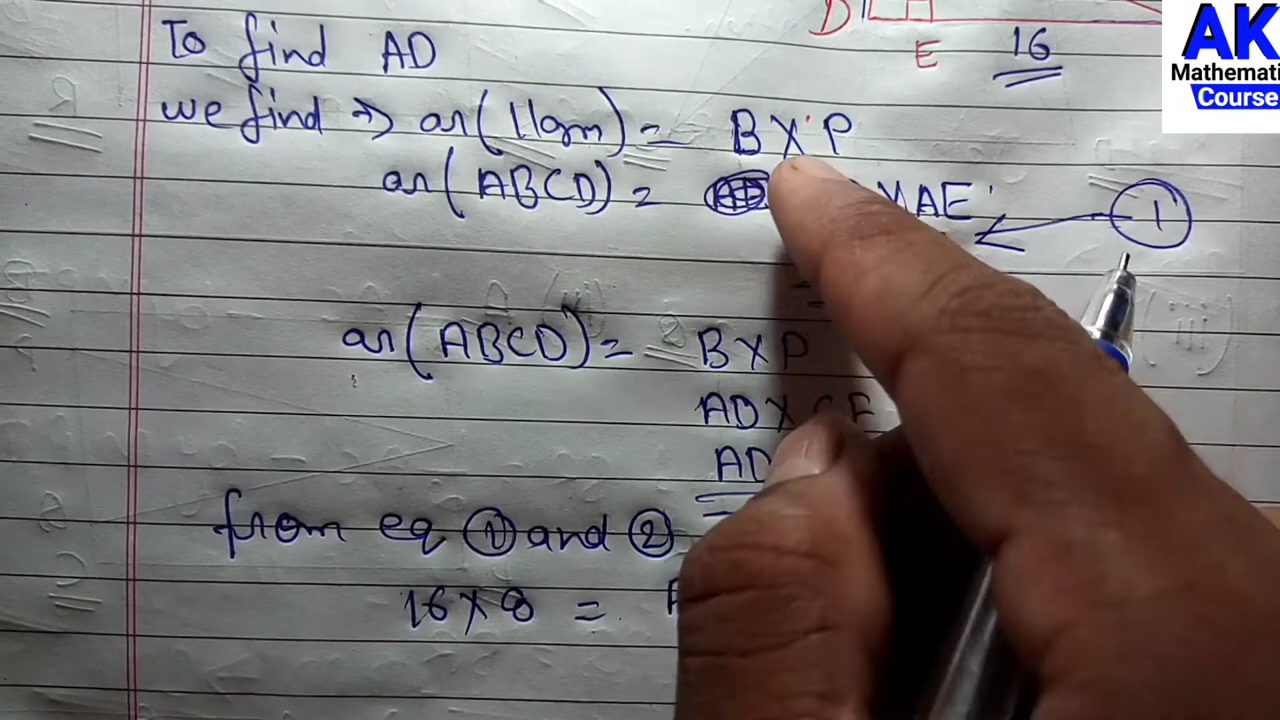 D
E
16
AK
Mathemati
Course
To find AD
we find ⇒ ar(||gm) = B X P
ar(ABCD) = X AE
1
ar(ABCD) = B X P
AD X CF
AD
from eq ① and ②
16 X 8 =